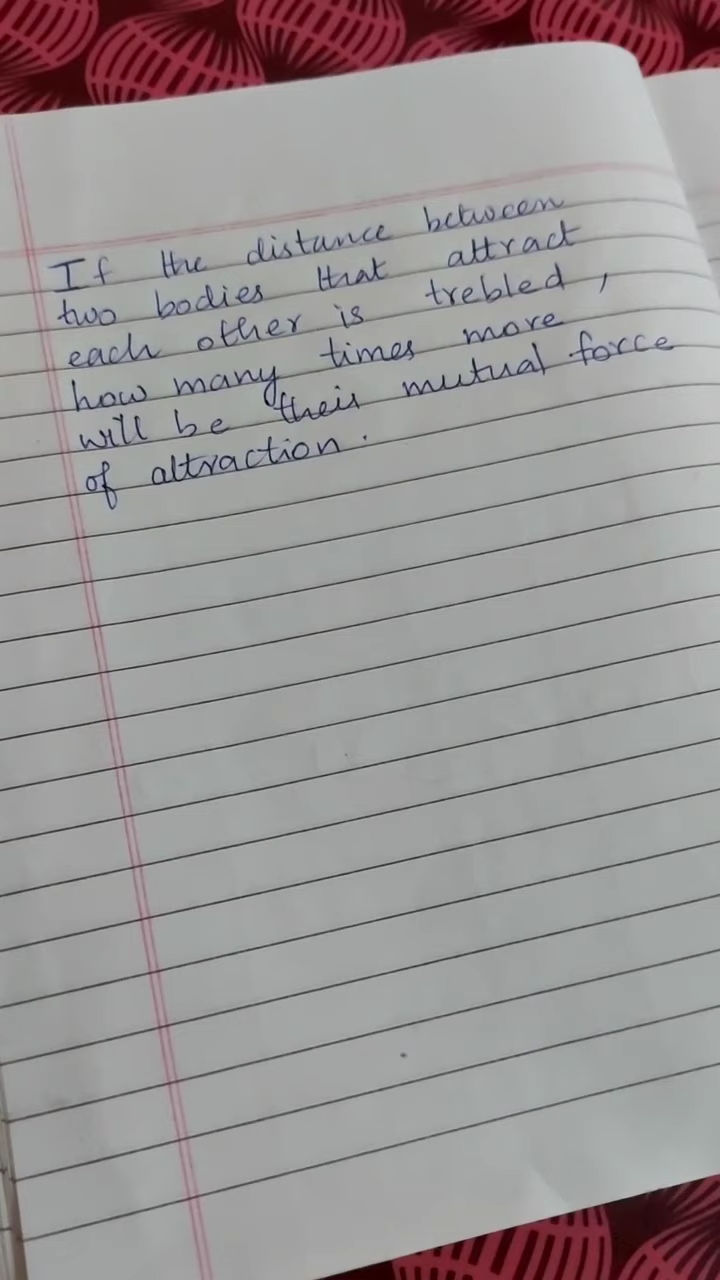 If the distance between
two bodies that attract
each other is trebled,
how many times more
will be their mutual force
of attraction.